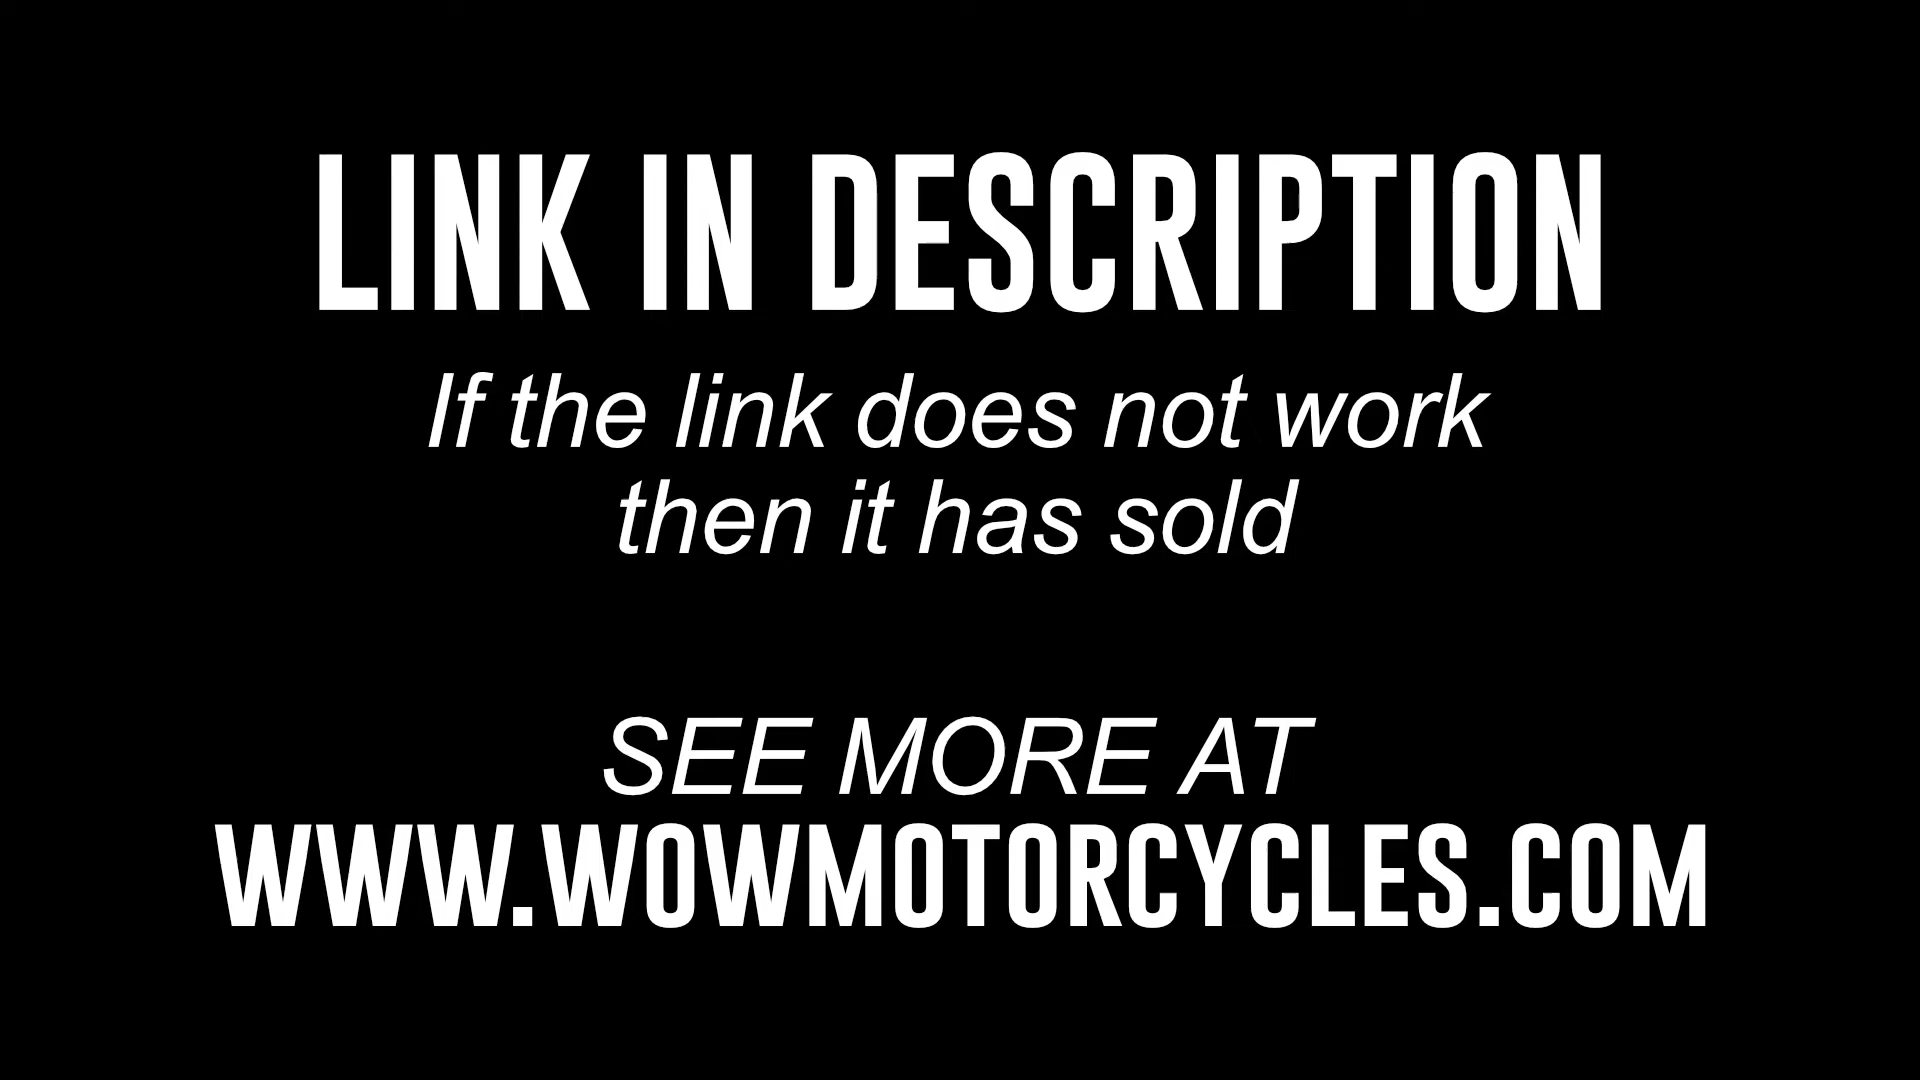 LINK IN DESCRIPTION
If the link does not work
then it has sold
SEE MORE AT
WWW.WOWMOTORCYCLES.COM